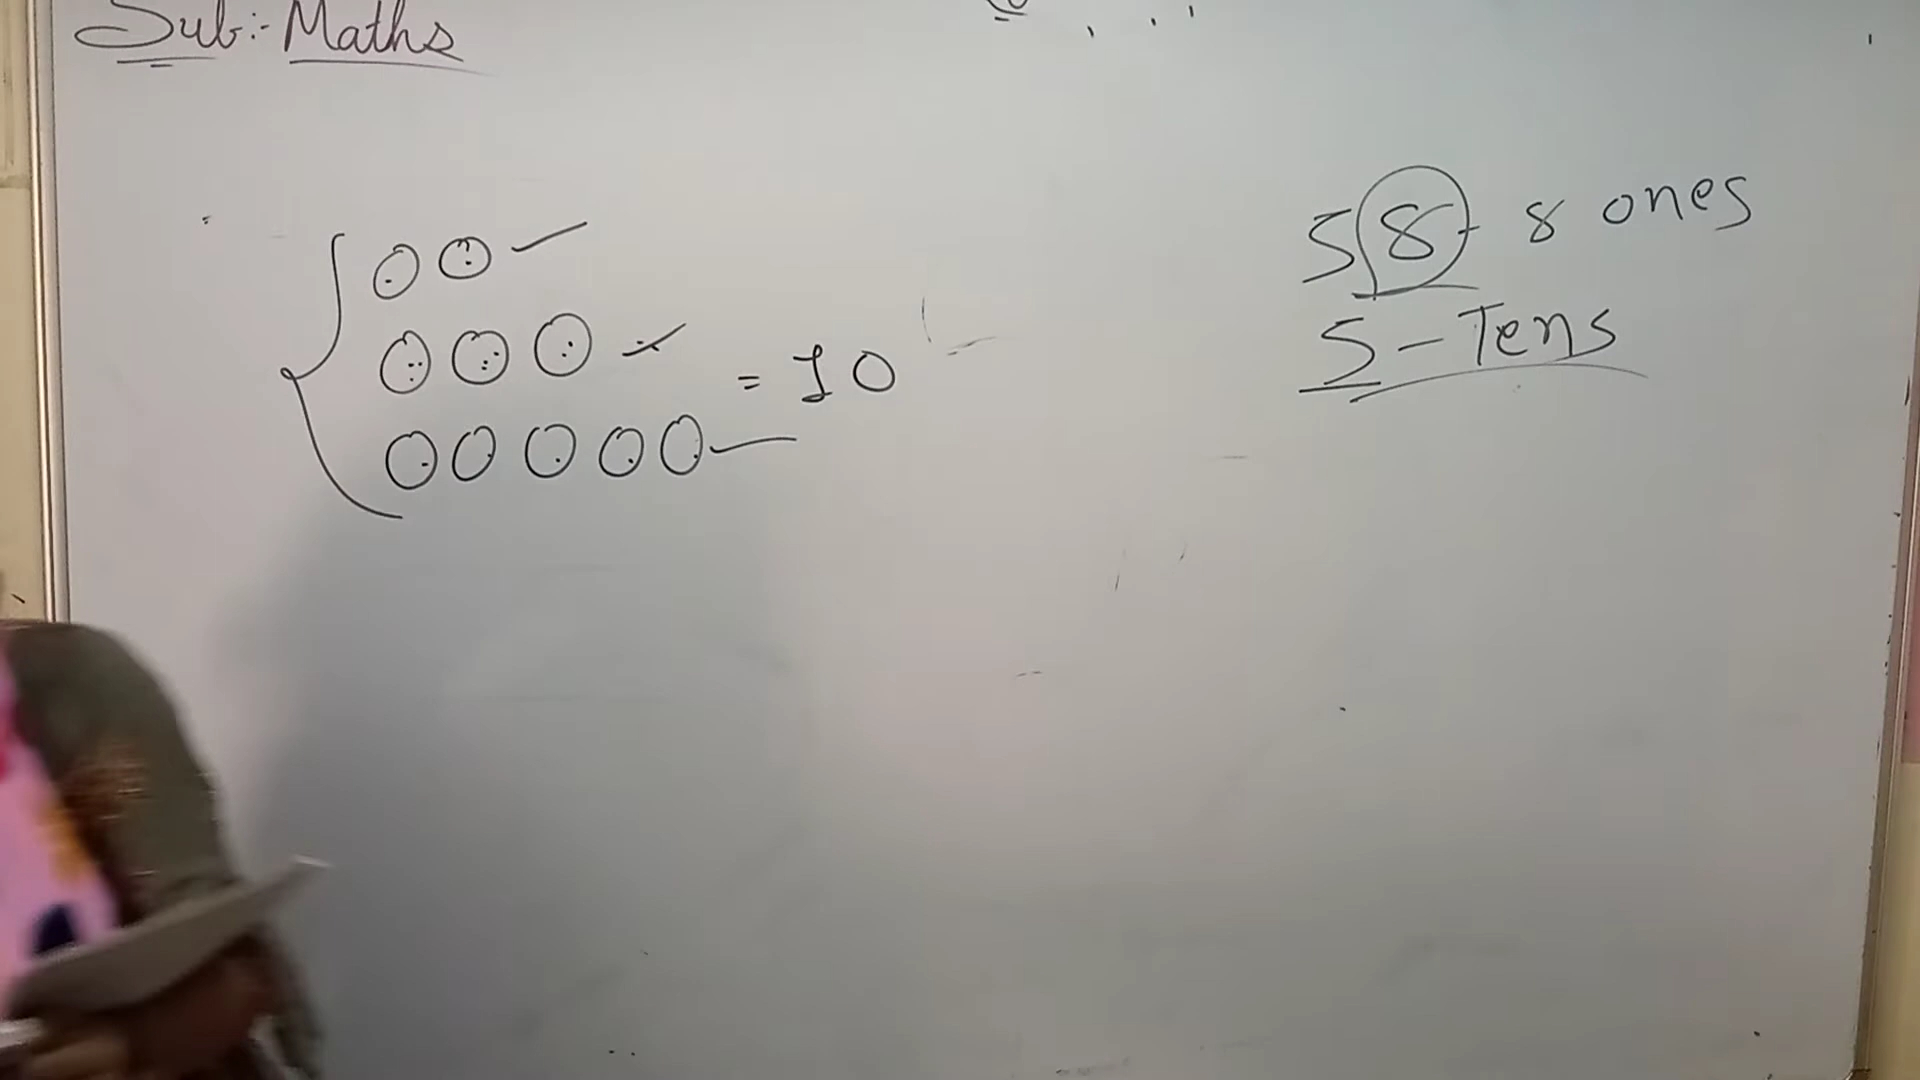 Sub:- Maths
= 10
58 - 8 ones
5 - Tens